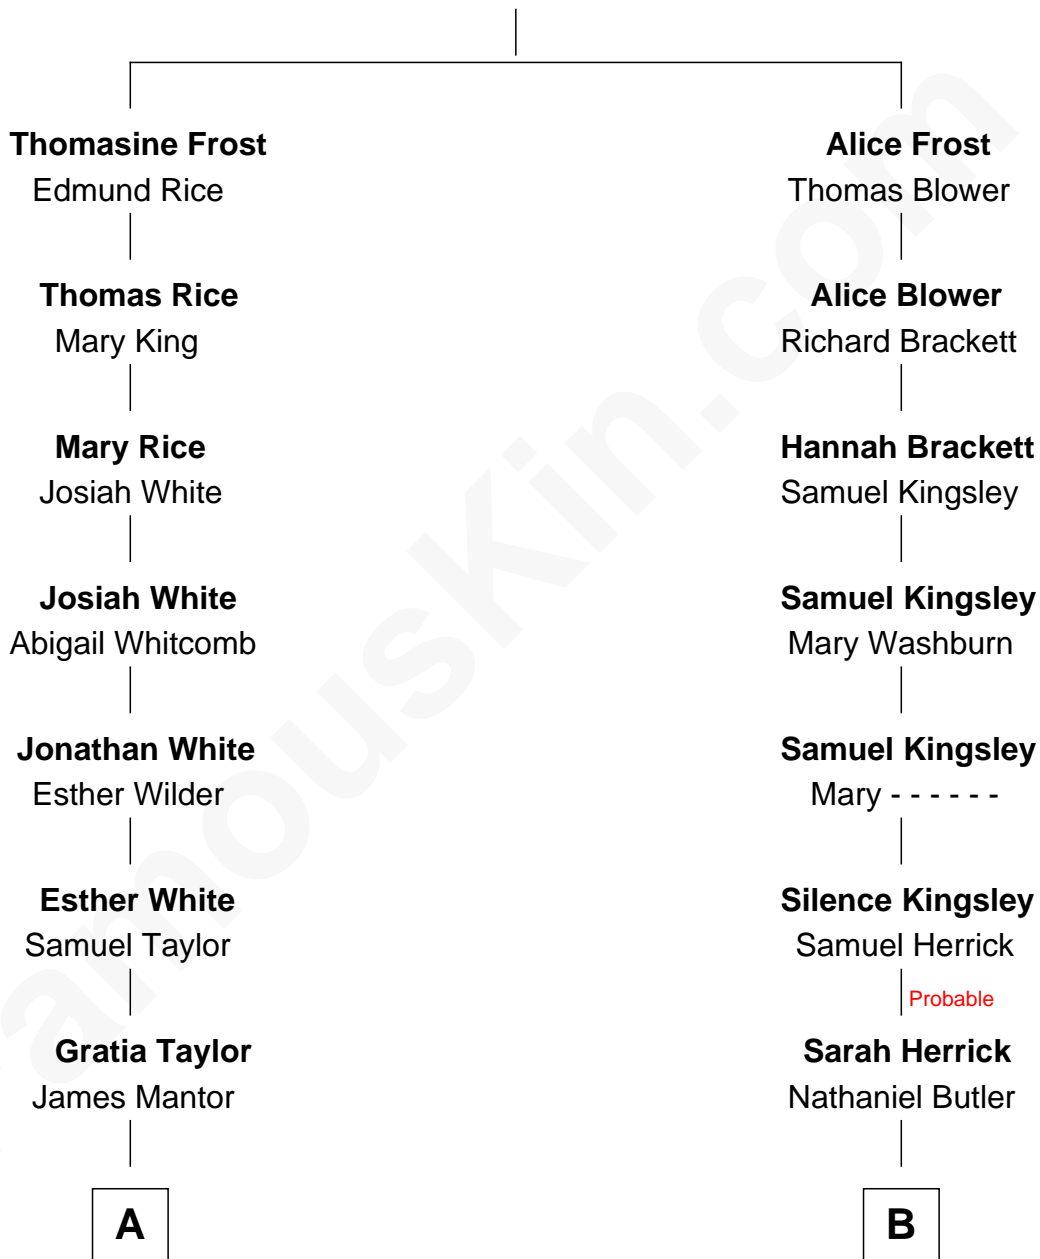 Thomasine Frost
Edmund Rice
Thomas Rice
Mary King
Mary Rice
Josiah White
Josiah White
Abigail Whitcomb
Jonathan White
Esther Wilder
Esther White
Samuel Taylor
Gratia Taylor
James Mantor
A
Alice Frost
Thomas Blower
Alice Blower
Richard Brackett
Hannah Brackett
Samuel Kingsley
Samuel Kingsley
Mary Washburn
Samuel Kingsley
Mary - - - - - -
Silence Kingsley
Samuel Herrick
Probable
Sarah Herrick
Nathaniel Butler
B
amousKin.com